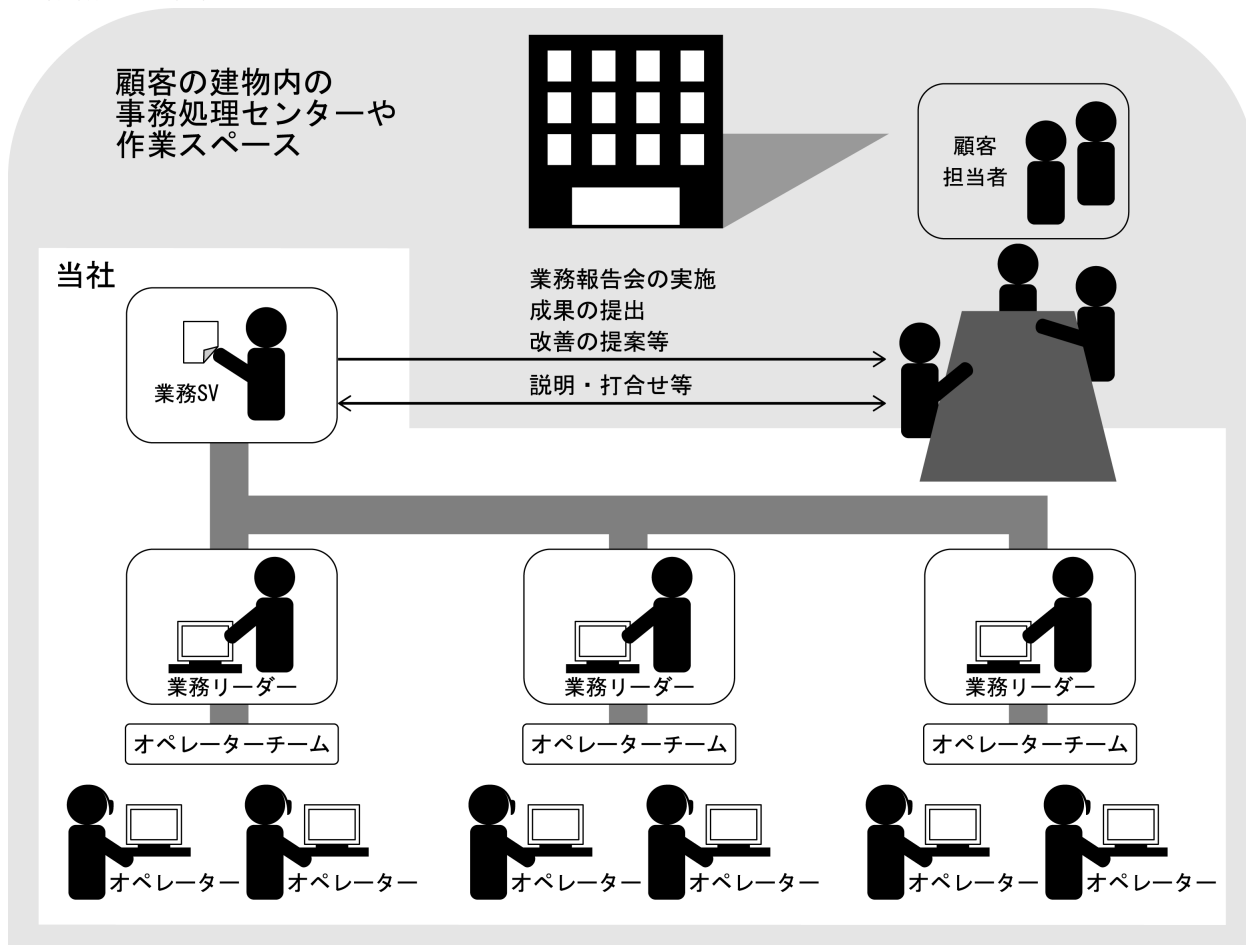 顧客の建物内の
事務処理センターや
作業スペース
顧客
担当者
当社
業務SV
業務報告会の実施
成果の提出
改善の提案等
説明・打合せ等
業務リーダー
業務リーダー
業務リーダー
オペレーターチーム
オペレーターチーム
オペレーターチーム
オペレーター
オペレーター
オペレーター
オペレーター
オペレーター
オペレーター